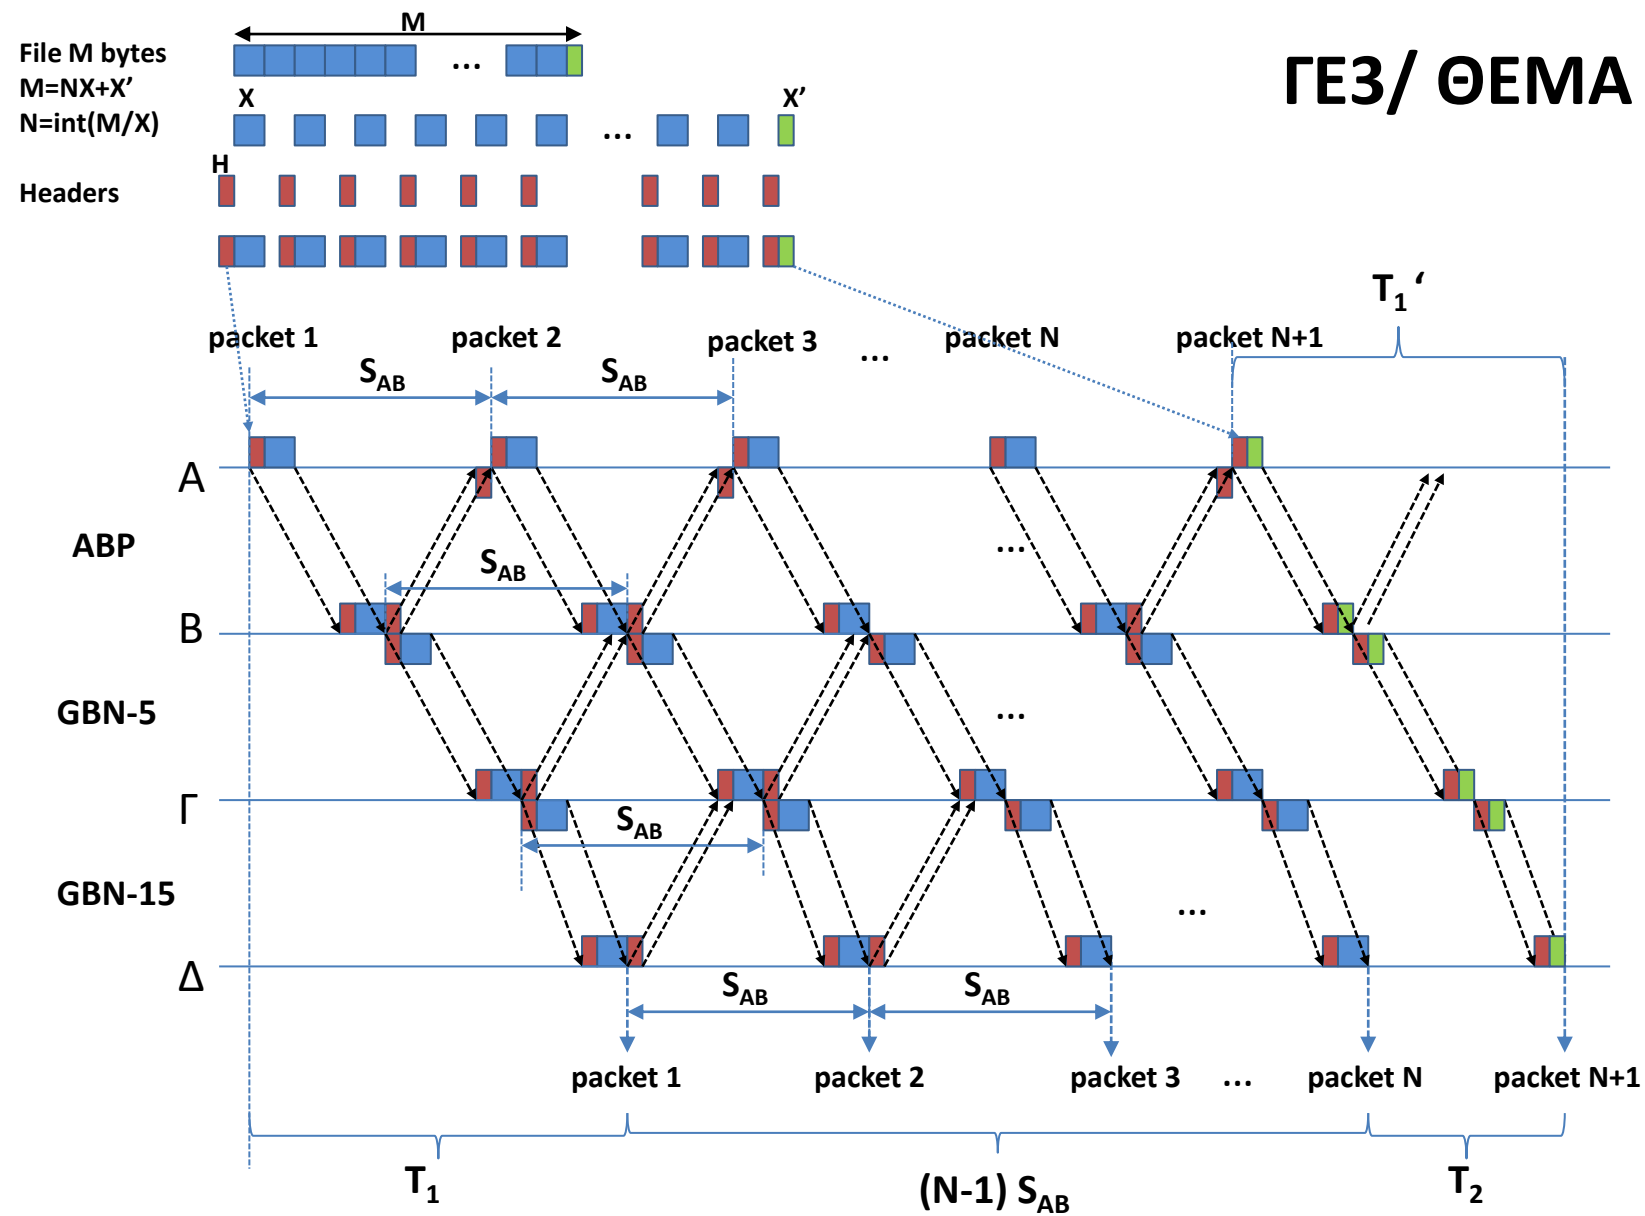 M
File M bytes
M=NX+X’
N=int(M/X)
...
ΓΕ3/ ΘΕΜΑ
X
X’
...
H
Headers
T1 ‘
packet 1
packet 2
packet 3
...
packet N
packet N+1
SAB
SAB
A
ABP
...
SAB
B
GBN-5
...
Γ
SAB
GBN-15
...
Δ
SAB
SAB
packet 1
packet 2
packet 3
...
packet N
packet N+1
T1
(N-1) SAB
T2